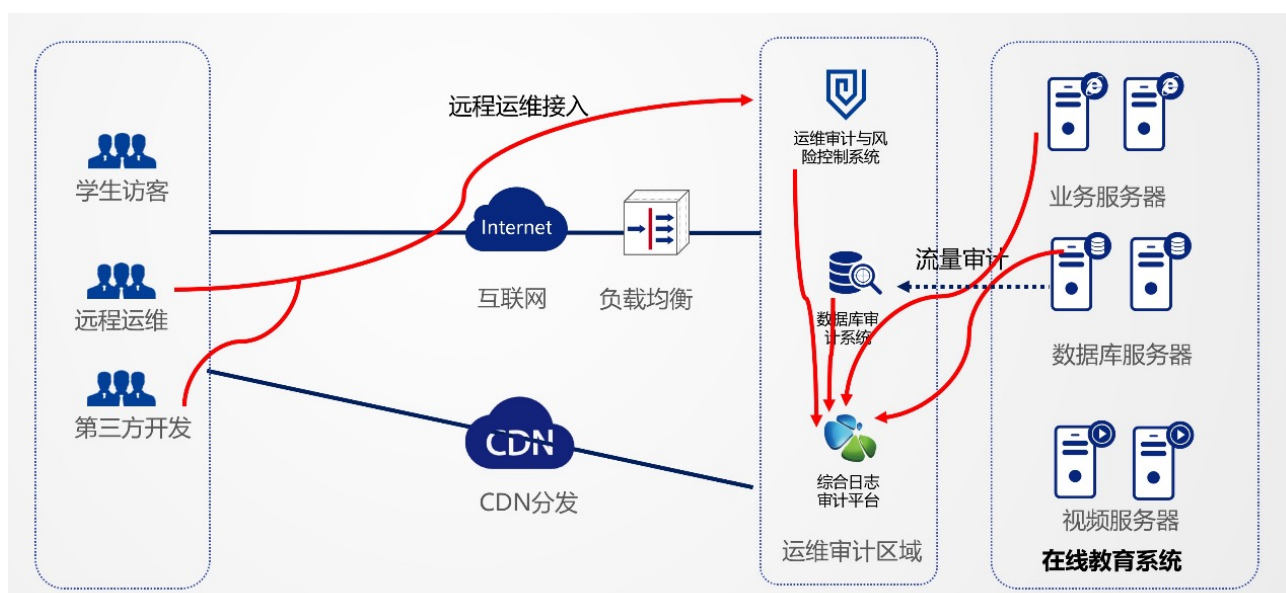 学生访客
远程运维
第三方开发
远程运维接入
Internet
互联网
负载均衡
CDN
CDN分发
运维审计与风
险控制系统
数据库审
计系统
综合日志
审计平台
运维审计区域
流量审计
业务服务器
数据库服务器
视频服务器
在线教育系统